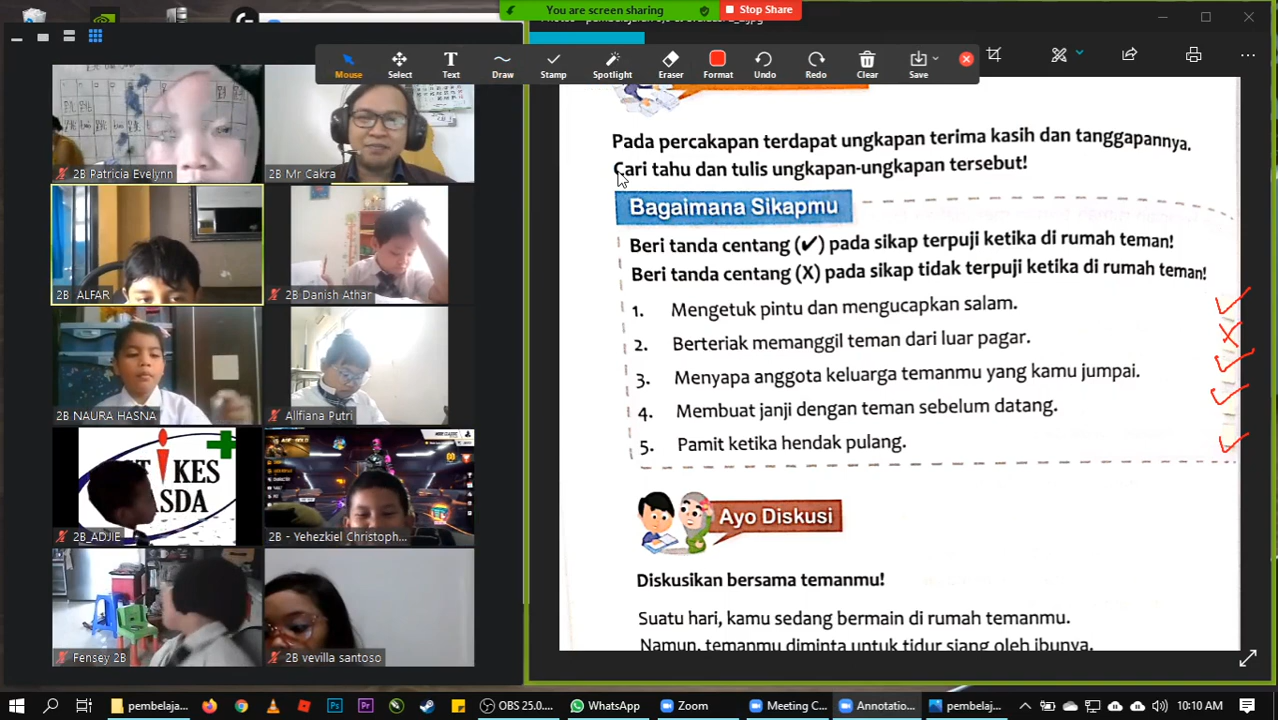 You are screen sharing
Stop Share
Mouse
Select
Text
Draw
Stamp
Spotlight
Eraser
Format
Undo
Redo
Clear
Save
2B Patricia Evelynn
2B Mr Cakra
2B ALFAR
2B Danish Athar
2B NAURA HASNA
Allfiana Putri
KES
ASDA
2B_ADJIE
2B - Yehezkiel Christoph...
Fensey 2B
2B vevilla santoso
Pada percakapan terdapat ungkapan terima kasih dan tanggapannya.
Cari tahu dan tulis ungkapan-ungkapan tersebut!
Bagaimana Sikapmu
Beri tanda centang (✔) pada sikap terpuji ketika di rumah teman!
Beri tanda centang (X) pada sikap tidak terpuji ketika di rumah teman!
1. Mengetuk pintu dan mengucapkan salam. ✓
2. Berteriak memanggil teman dari luar pagar. X
3. Menyapa anggota keluarga temanmu yang kamu jumpai. ✓
4. Membuat janji dengan teman sebelum datang. ✓
5. Pamit ketika hendak pulang. ✓
Ayo Diskusi
Diskusikan bersama temanmu!
Suatu hari, kamu sedang bermain di rumah temanmu.
Namun, temanmu diminta untuk tidur siang oleh ibunya.
pembelaja...
OBS 25.0....
WhatsApp
Zoom
Meeting C...
Annotatio...
pembelaj...
10:10 AM